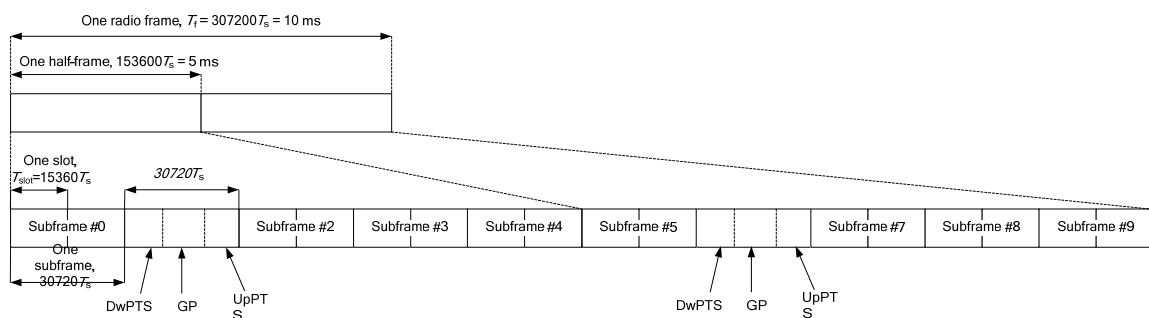 One radio frame, Tf = 307200Ts = 10 ms
One half-frame, 153600Ts = 5 ms
One slot,
Tslot=15360Ts
30720Ts
Subframe #0
Subframe #2
Subframe #3
Subframe #4
Subframe #5
Subframe #7
Subframe #8
Subframe #9
One
subframe,
30720Ts
DwPTS
GP
UpPT
S
DwPTS
GP
UpPT
S